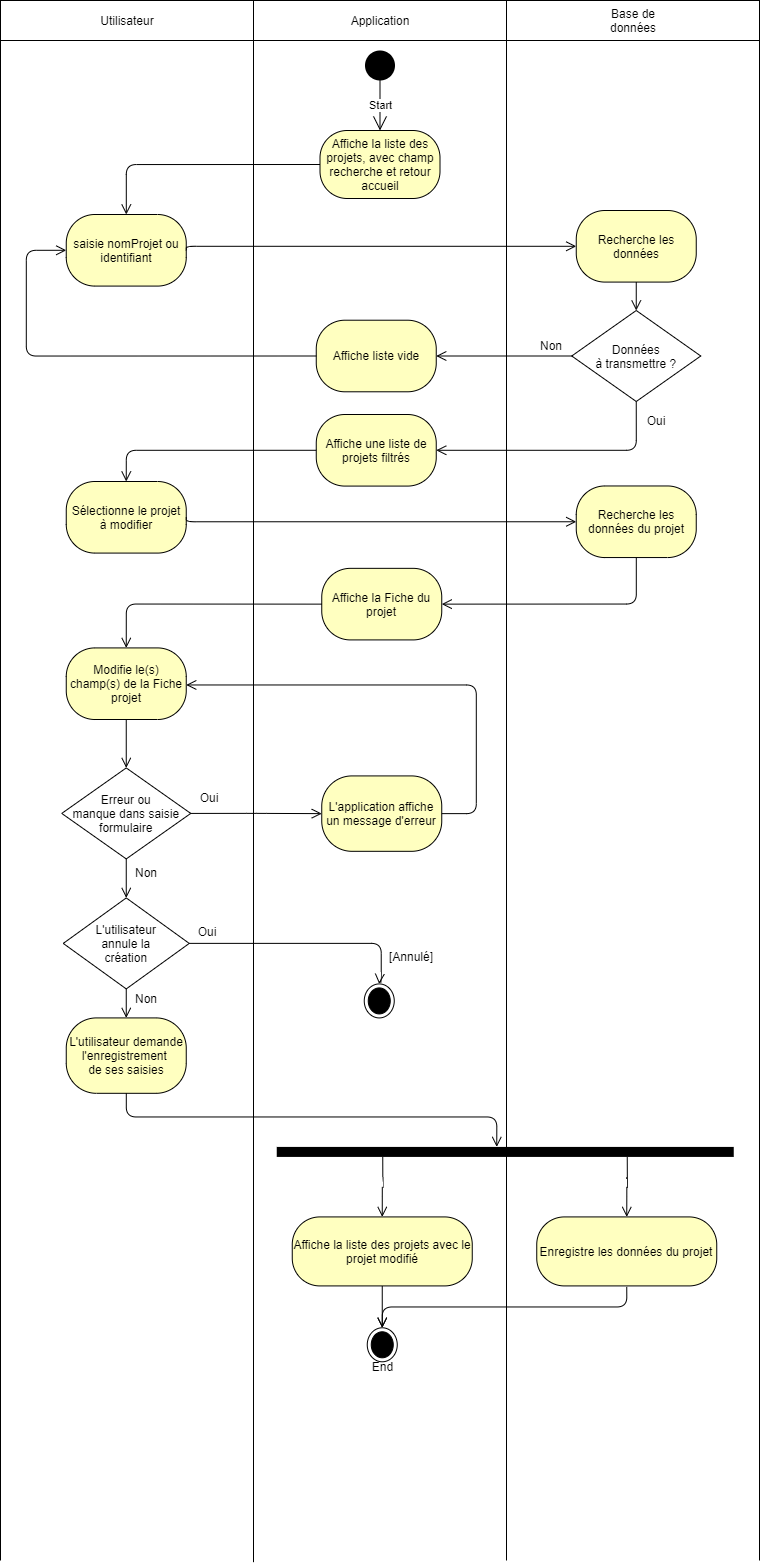 Utilisateur
Application
Base de
données
Start
Affiche la liste des
projets, avec champ
recherche et retour
accueil
saisie nomProjet ou
identifiant
Recherche les
données
Affiche liste vide
Non
Données
à transmettre ?
Oui
Affiche une liste de
projets filtrés
Sélectionne le projet
à modifier
Recherche les
données du projet
Affiche la Fiche du
projet
Modifie le(s)
champ(s) de la Fiche
projet
Erreur ou
manque dans saisie
formulaire
Oui
L'application affiche
un message d'erreur
Non
L'utilisateur
annule la
création
Oui
[Annulé]
Non
L'utilisateur demande
l'enregistrement
de ses saisies
Affiche la liste des projets avec le
projet modifié
Enregistre les données du projet
End